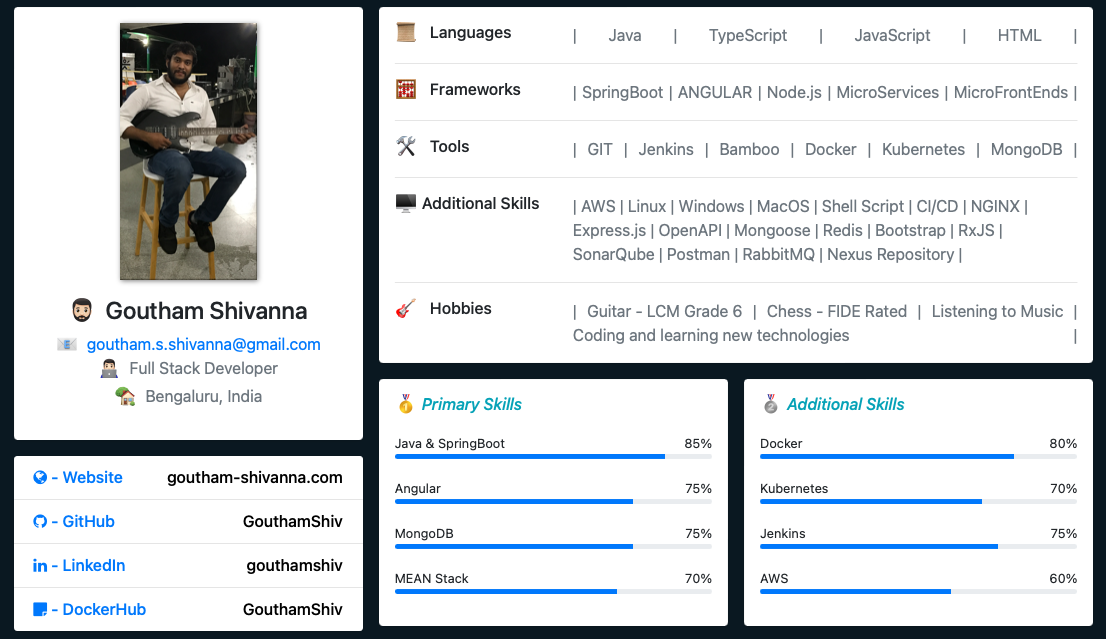 Goutham Shivanna
goutham.s.shivanna@gmail.com
Full Stack Developer
Bengaluru, India
- Website goutham-shivanna.com
- GitHub GouthamShiv
- LinkedIn gouthamshiv
- DockerHub GouthamShiv
Languages | Java | TypeScript | JavaScript | HTML |
Frameworks | SpringBoot | ANGULAR | Node.js | MicroServices | MicroFrontEnds |
Tools | GIT | Jenkins | Bamboo | Docker | Kubernetes | MongoDB |
Additional Skills | AWS | Linux | Windows | MacOS | Shell Script | CI/CD | NGINX |
Express.js | OpenAPI | Mongoose | Redis | Bootstrap | RxJS |
SonarQube | Postman | RabbitMQ | Nexus Repository |
Hobbies | Guitar - LCM Grade 6 | Chess - FIDE Rated | Listening to Music |
Coding and learning new technologies |
Primary Skills
Java & SpringBoot 85%
Angular 75%
MongoDB 75%
MEAN Stack 70%
Additional Skills
Docker 80%
Kubernetes 70%
Jenkins 75%
AWS 60%